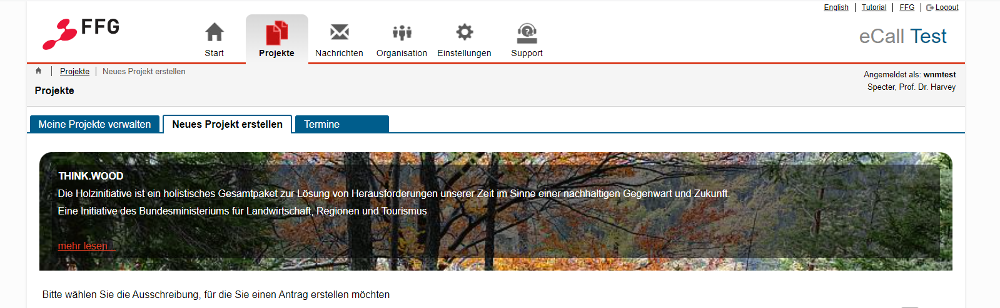 English | Tutorial | FFG | Logout
FFG
eCall Test
Start Projekte Nachrichten Organisation Einstellungen Support
Projekte | Neues Projekt erstellen
Angemeldet als: wnmtest
Projekte
Specter, Prof. Dr. Harvey
Meine Projekte verwalten Neues Projekt erstellen Termine
THINK.WOOD
Die Holzinitiative ist ein holistisches Gesamtpaket zur Lösung von Herausforderungen unserer Zeit im Sinne einer nachhaltigen Gegenwart und Zukunft.
Eine Initiative des Bundesministeriums für Landwirtschaft, Regionen und Tourismus
mehr lesen...
Bitte wählen Sie die Ausschreibung, für die Sie einen Antrag erstellen möchten